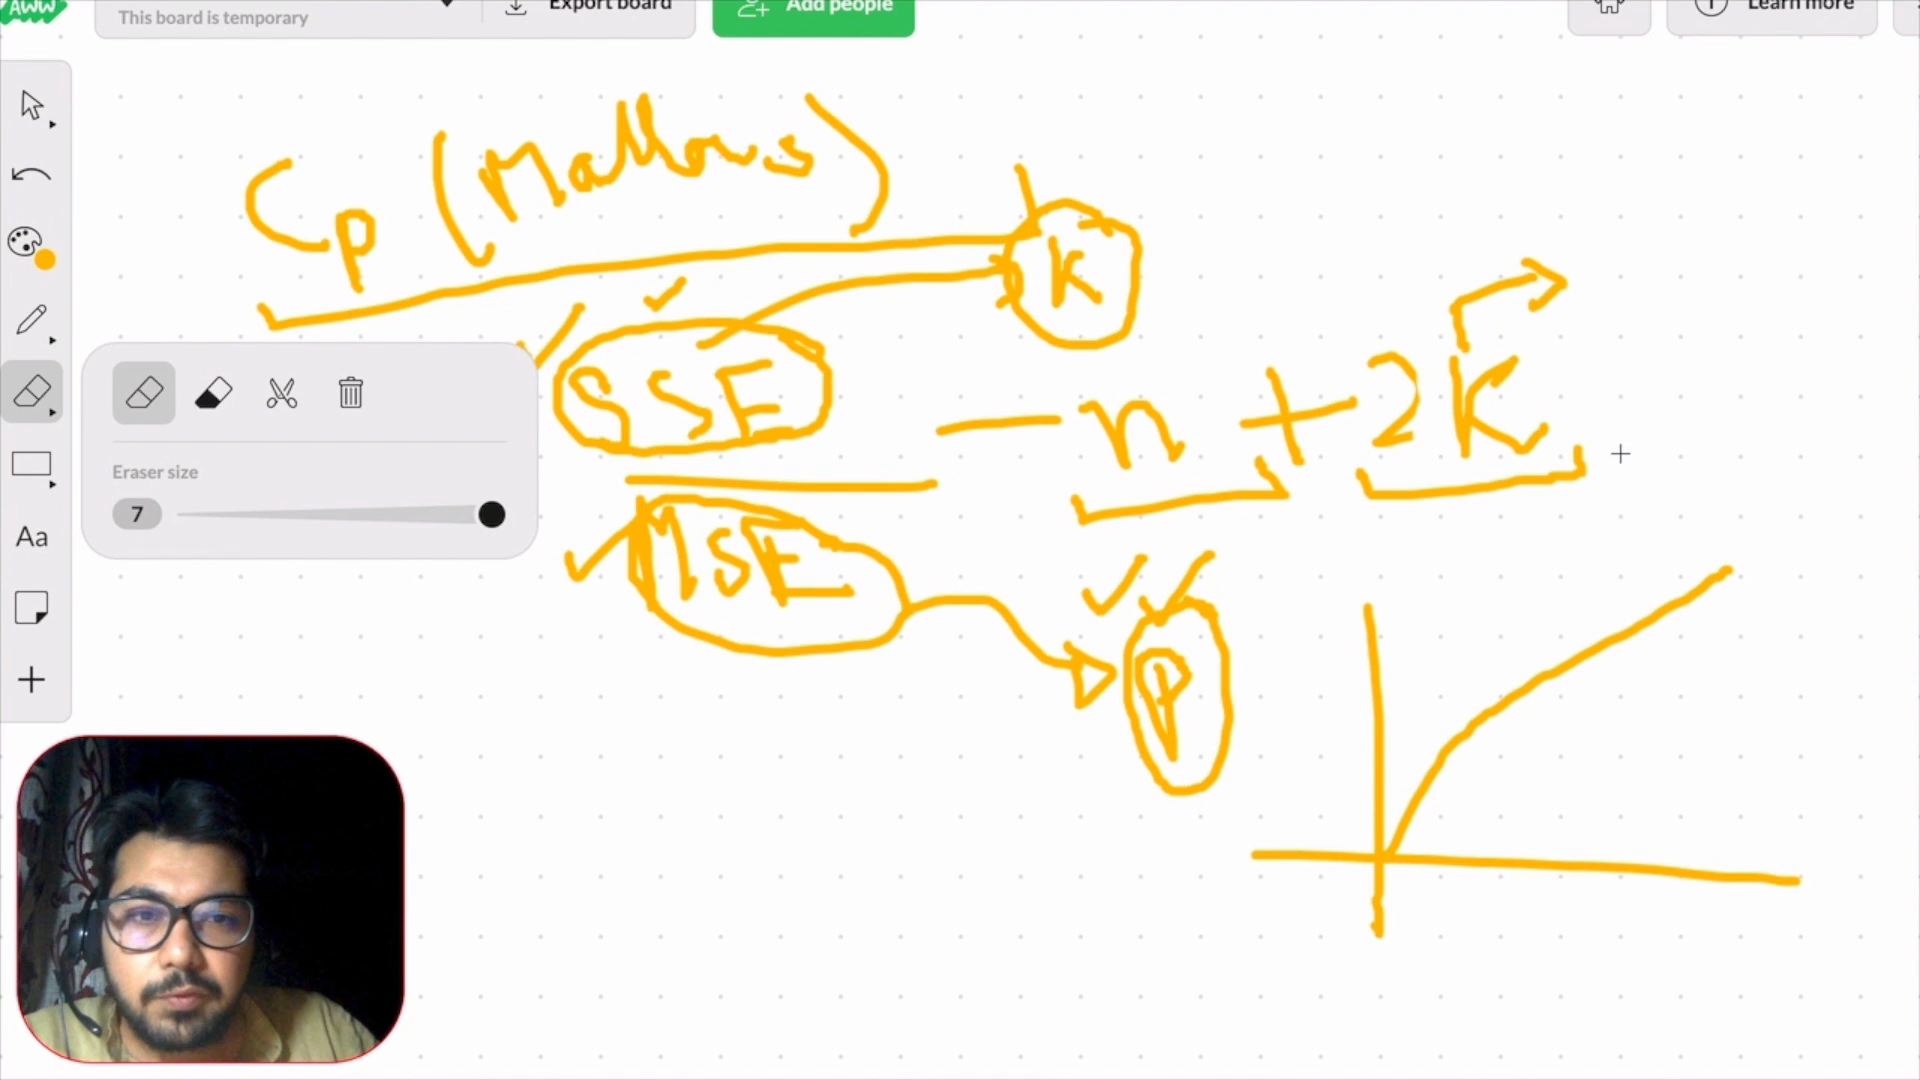 AWW
This board is temporary
Export board
Add people
Learn more
Cp (Mallows)
K
SSE
- n + 2K
MSE
P
Eraser size
7
Aa